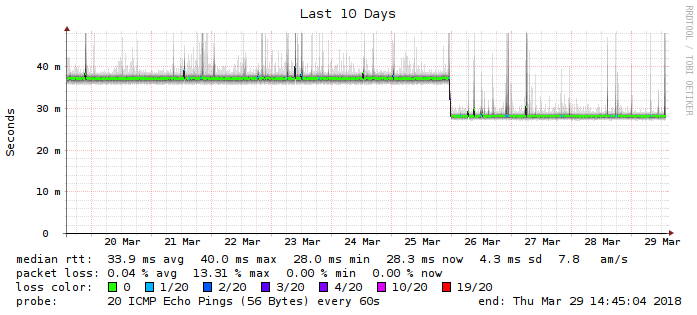 Last 10 Days
RRDTOOL / TOBI OETIKER
Seconds
40 m
30 m
20 m
10 m
0
20 Mar 21 Mar 22 Mar 23 Mar 24 Mar 25 Mar 26 Mar 27 Mar 28 Mar 29 Mar
median rtt: 33.9 ms avg 40.0 ms max 28.0 ms min 28.3 ms now 4.3 ms sd 7.8 am/s
packet loss: 0.04 % avg 13.31 % max 0.00 % min 0.00 % now
loss color: 0 1/20 2/20 3/20 4/20 10/20 19/20
probe: 20 ICMP Echo Pings (56 Bytes) every 60s end: Thu Mar 29 14:45:04 2018